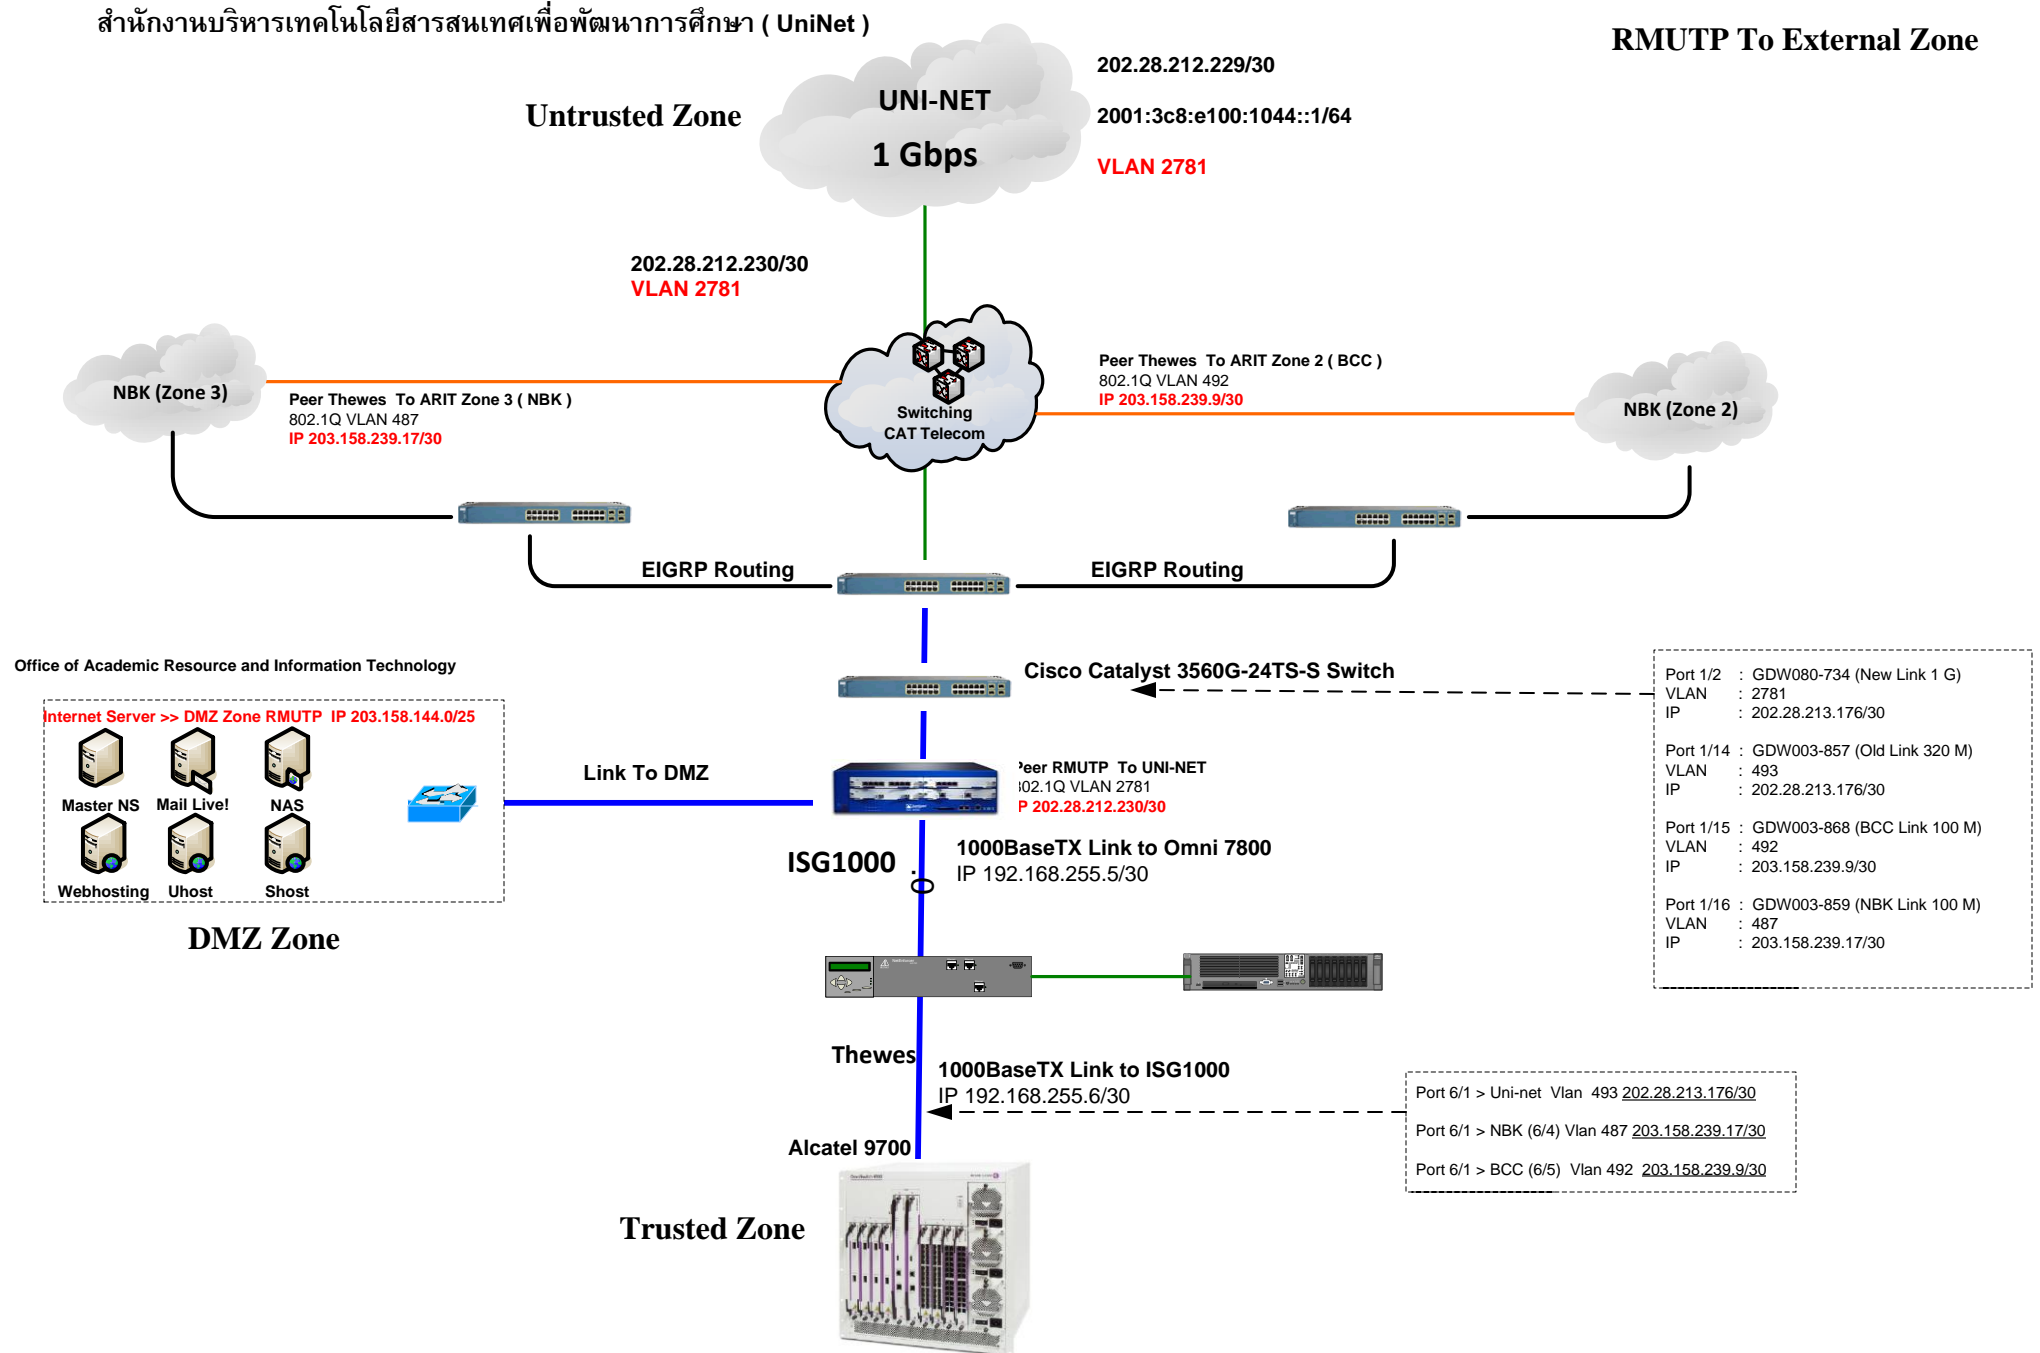 สำนักงานบริหารเทคโนโลยีสารสนเทศเพื่อพัฒนาการศึกษา ( UniNet )
RMUTP To External Zone
Untrusted Zone
UNI-NET
1 Gbps
202.28.212.229/30
2001:3c8:e100:1044::1/64
VLAN 2781
202.28.212.230/30
VLAN 2781
NBK (Zone 3)
Peer Thewes To ARIT Zone 3 ( NBK )
802.1Q VLAN 487
IP 203.158.239.17/30
Switching
CAT Telecom
Peer Thewes To ARIT Zone 2 ( BCC )
802.1Q VLAN 492
IP 203.158.239.9/30
NBK (Zone 2)
EIGRP Routing
EIGRP Routing
Office of Academic Resource and Information Technology
Internet Server >> DMZ Zone RMUTP IP 203.158.144.0/25
Master NS
Mail Live!
NAS
Webhosting
Uhost
Shost
DMZ Zone
Link To DMZ
Cisco Catalyst 3560G-24TS-S Switch
Port 1/2 : GDW080-734 (New Link 1 G)
VLAN : 2781
IP : 202.28.213.176/30
Port 1/14 : GDW003-857 (Old Link 320 M)
VLAN : 493
IP : 202.28.213.176/30
Port 1/15 : GDW003-868 (BCC Link 100 M)
VLAN : 492
IP : 203.158.239.9/30
Port 1/16 : GDW003-859 (NBK Link 100 M)
VLAN : 487
IP : 203.158.239.17/30
Peer RMUTP To UNI-NET
802.1Q VLAN 2781
IP 202.28.212.230/30
ISG1000
1000BaseTX Link to Omni 7800
IP 192.168.255.5/30
Thewes
1000BaseTX Link to ISG1000
IP 192.168.255.6/30
Port 6/1 > Uni-net Vlan 493 202.28.213.176/30
Port 6/1 > NBK (6/4) Vlan 487 203.158.239.17/30
Port 6/1 > BCC (6/5) Vlan 492 203.158.239.9/30
Alcatel 9700
Trusted Zone